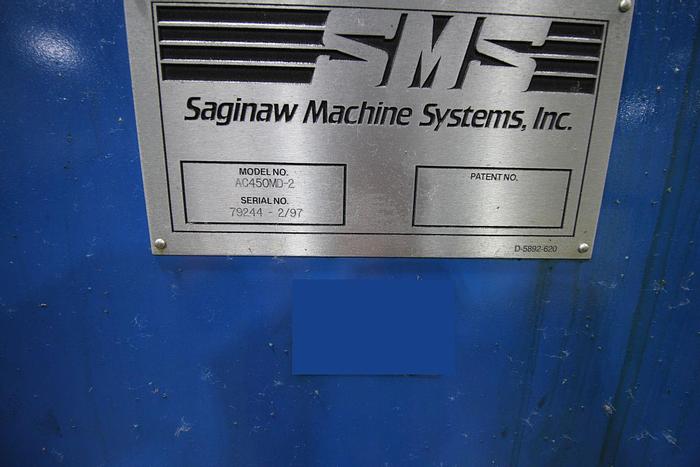 SMS
Saginaw Machine Systems, Inc.
MODEL NO.
AC450MD-2
SERIAL NO.
79244 - 2/97
PATENT NO.
D-5892-620